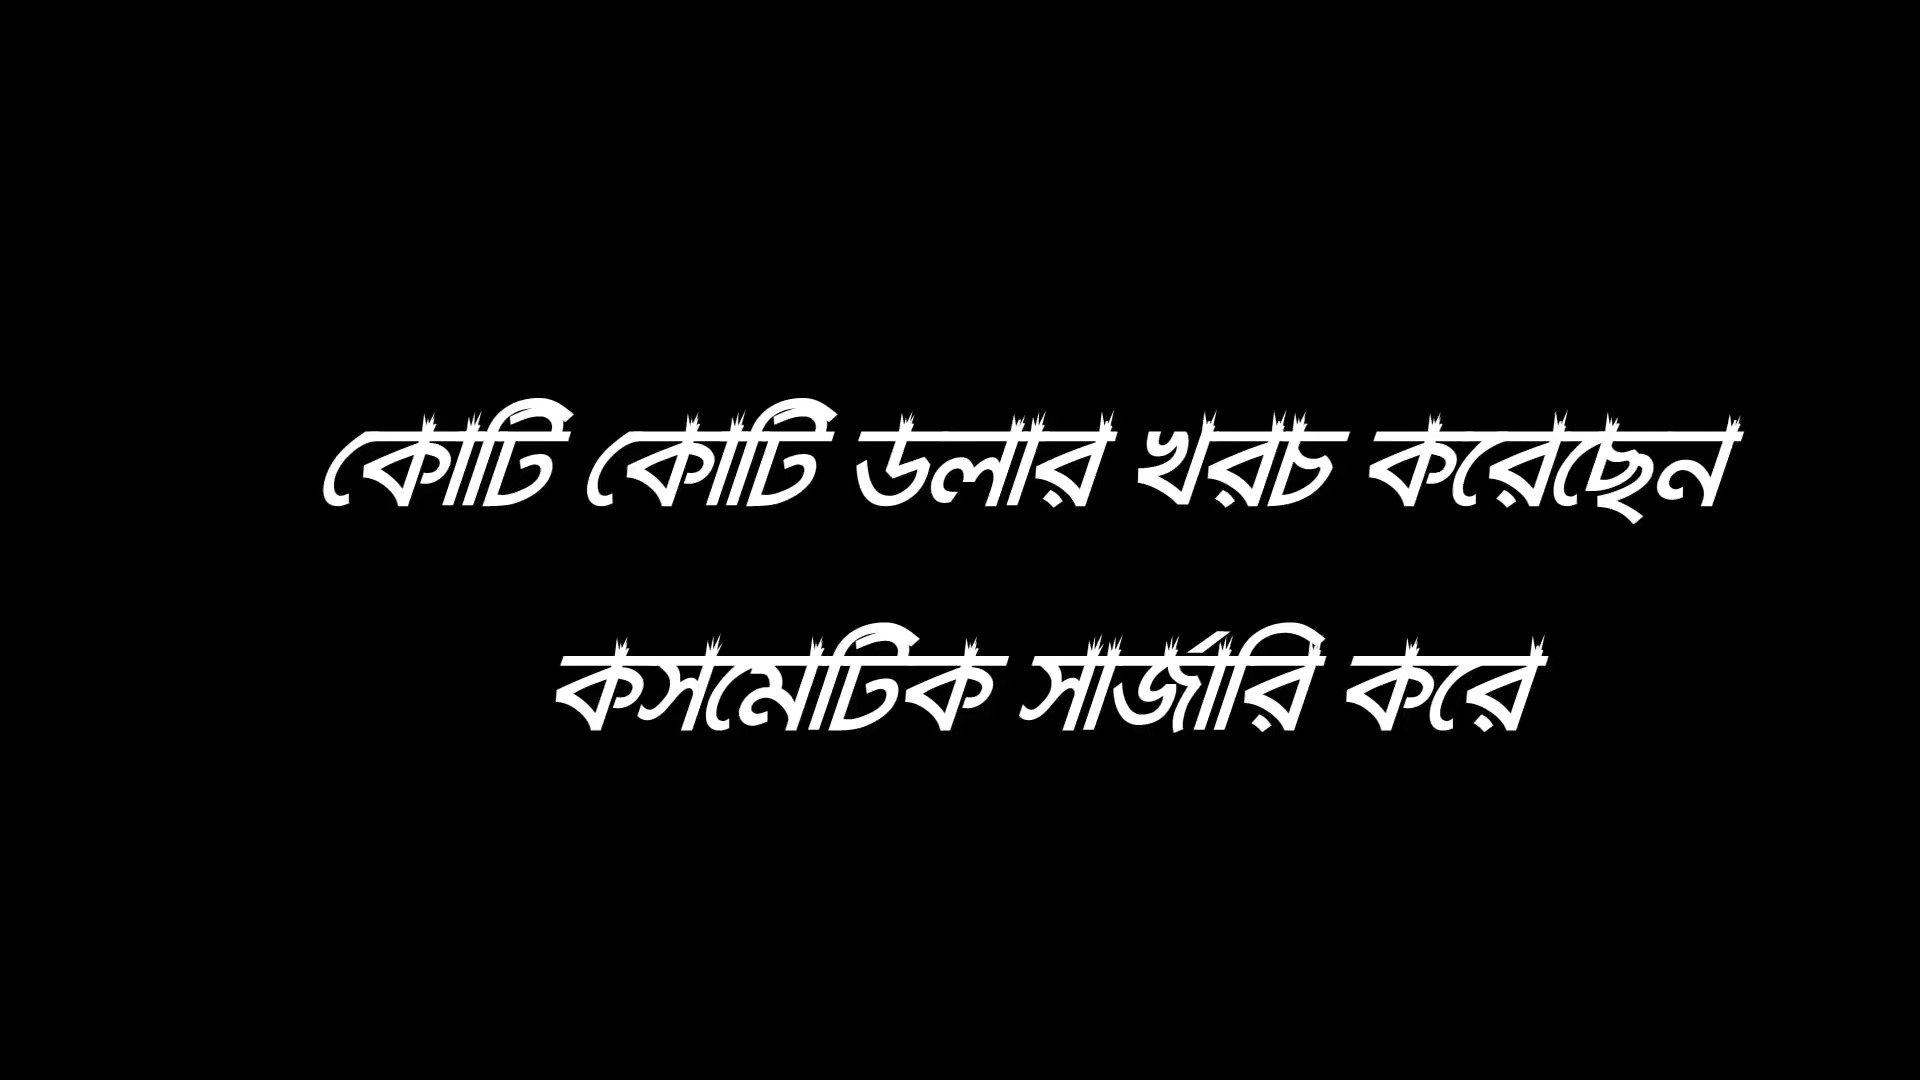 কোটি কোটি ডলার খরচ করেছেন
কসমেটিক সার্জারি করে